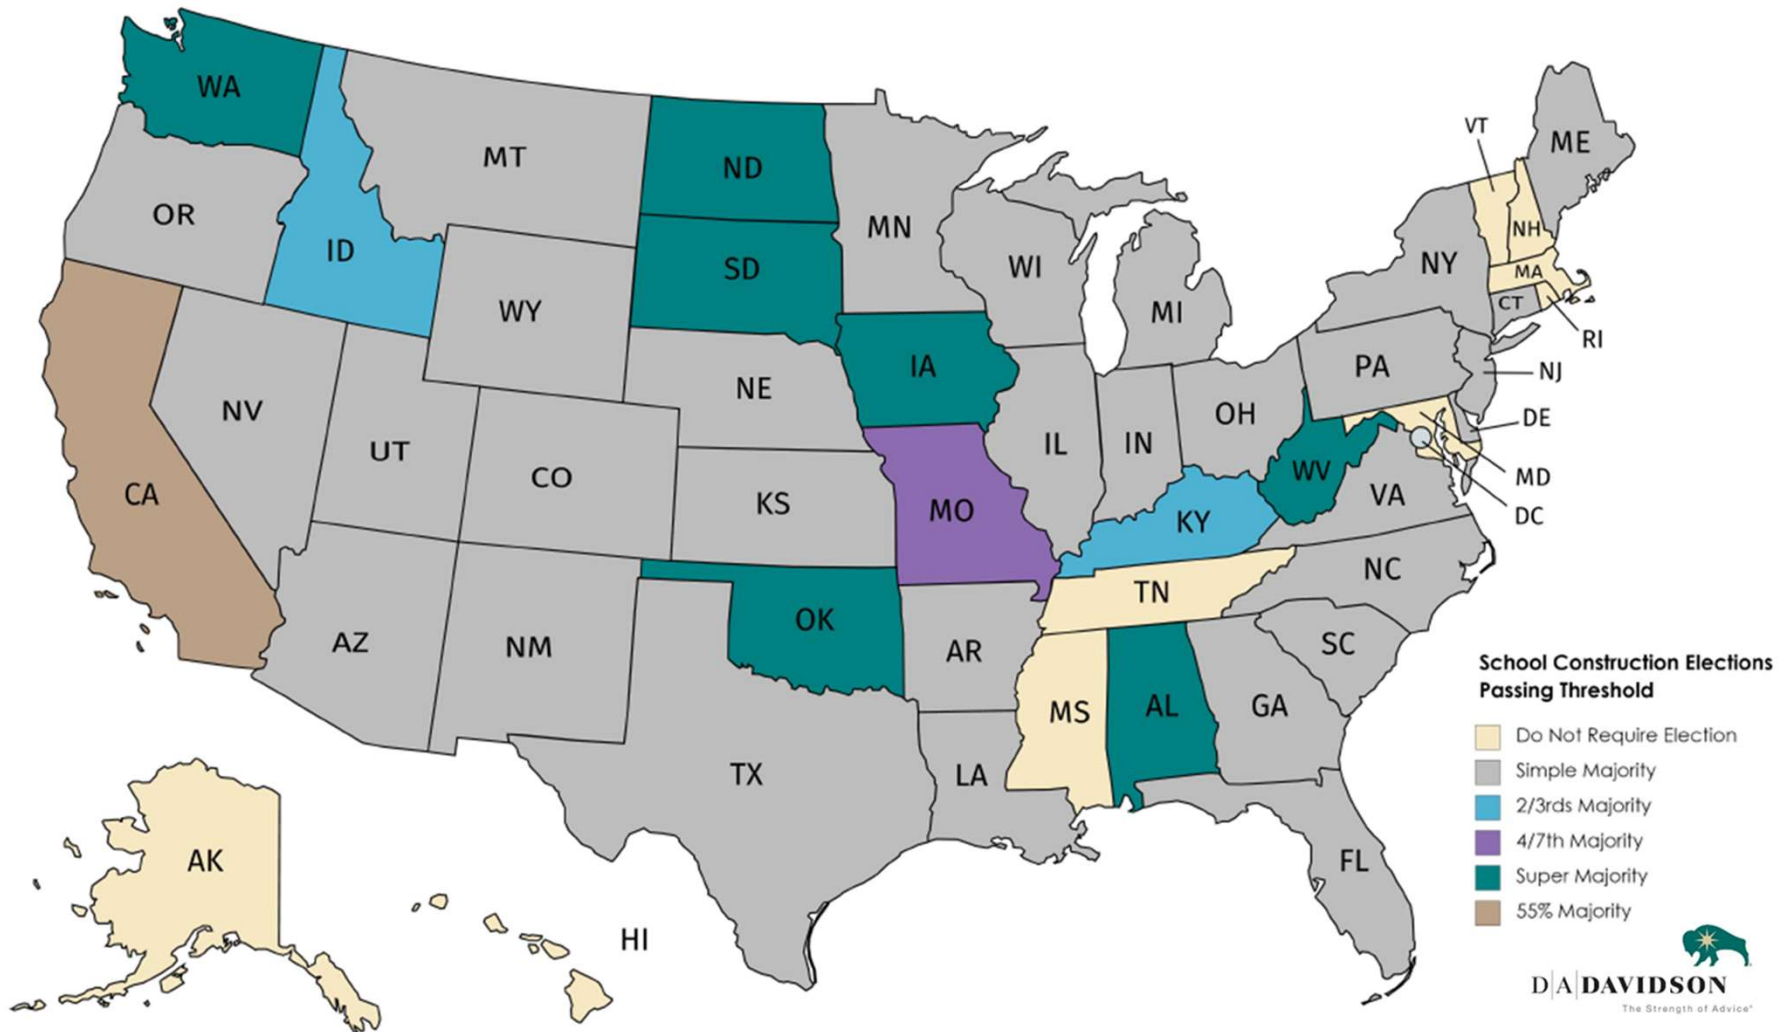 WA
MT
ND
MN
VT
ME
OR
ID
SD
WI
NY
NH
MA
CT
RI
WY
MI
IA
PA
NJ
NE
NV
UT
CO
IL
IN
OH
DE
MD
DC
CA
KS
MO
WV
VA
KY
NC
TN
AZ
NM
OK
AR
SC
MS
AL
GA
TX
LA
FL
AK
HI
School Construction Elections
Passing Threshold
Do Not Require Election
Simple Majority
2/3rds Majority
4/7th Majority
Super Majority
55% Majority
D|A|DAVIDSON
The Strength of Advice®